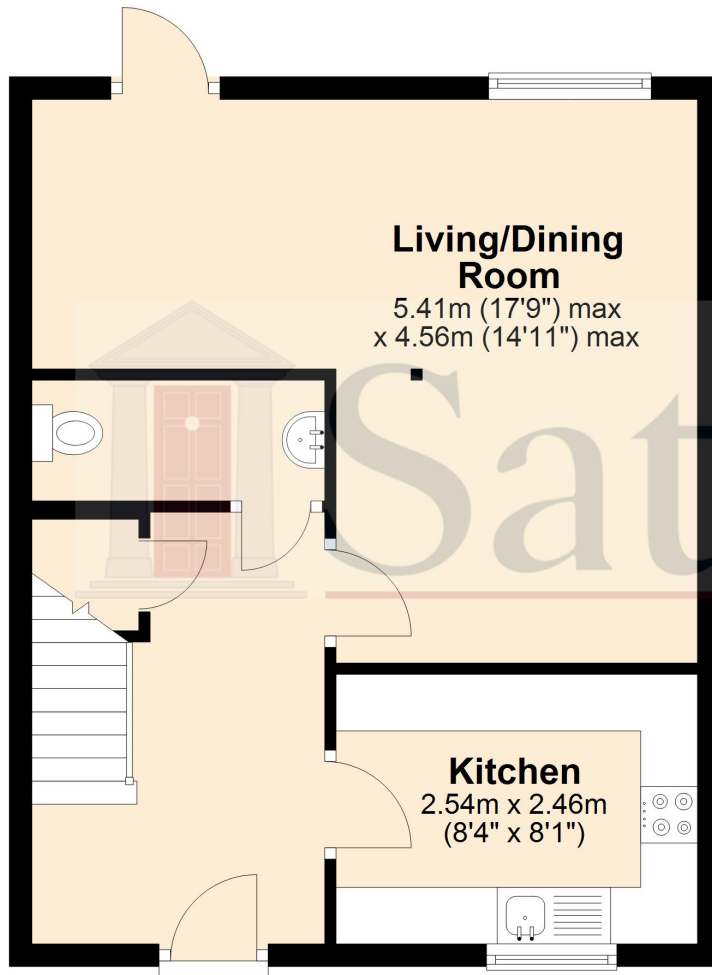 Living/Dining
Room
5.41m (17'9") max
x 4.56m (14'11") max
Sat
Kitchen
2.54m x 2.46m
(8'4" x 8'1")